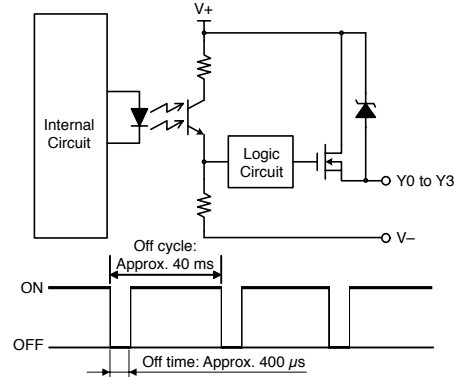 V+
Internal
Circuit
Logic
Circuit
Y0 to Y3
V–
Off cycle:
Approx. 40 ms
ON
OFF
Off time: Approx. 400 µs